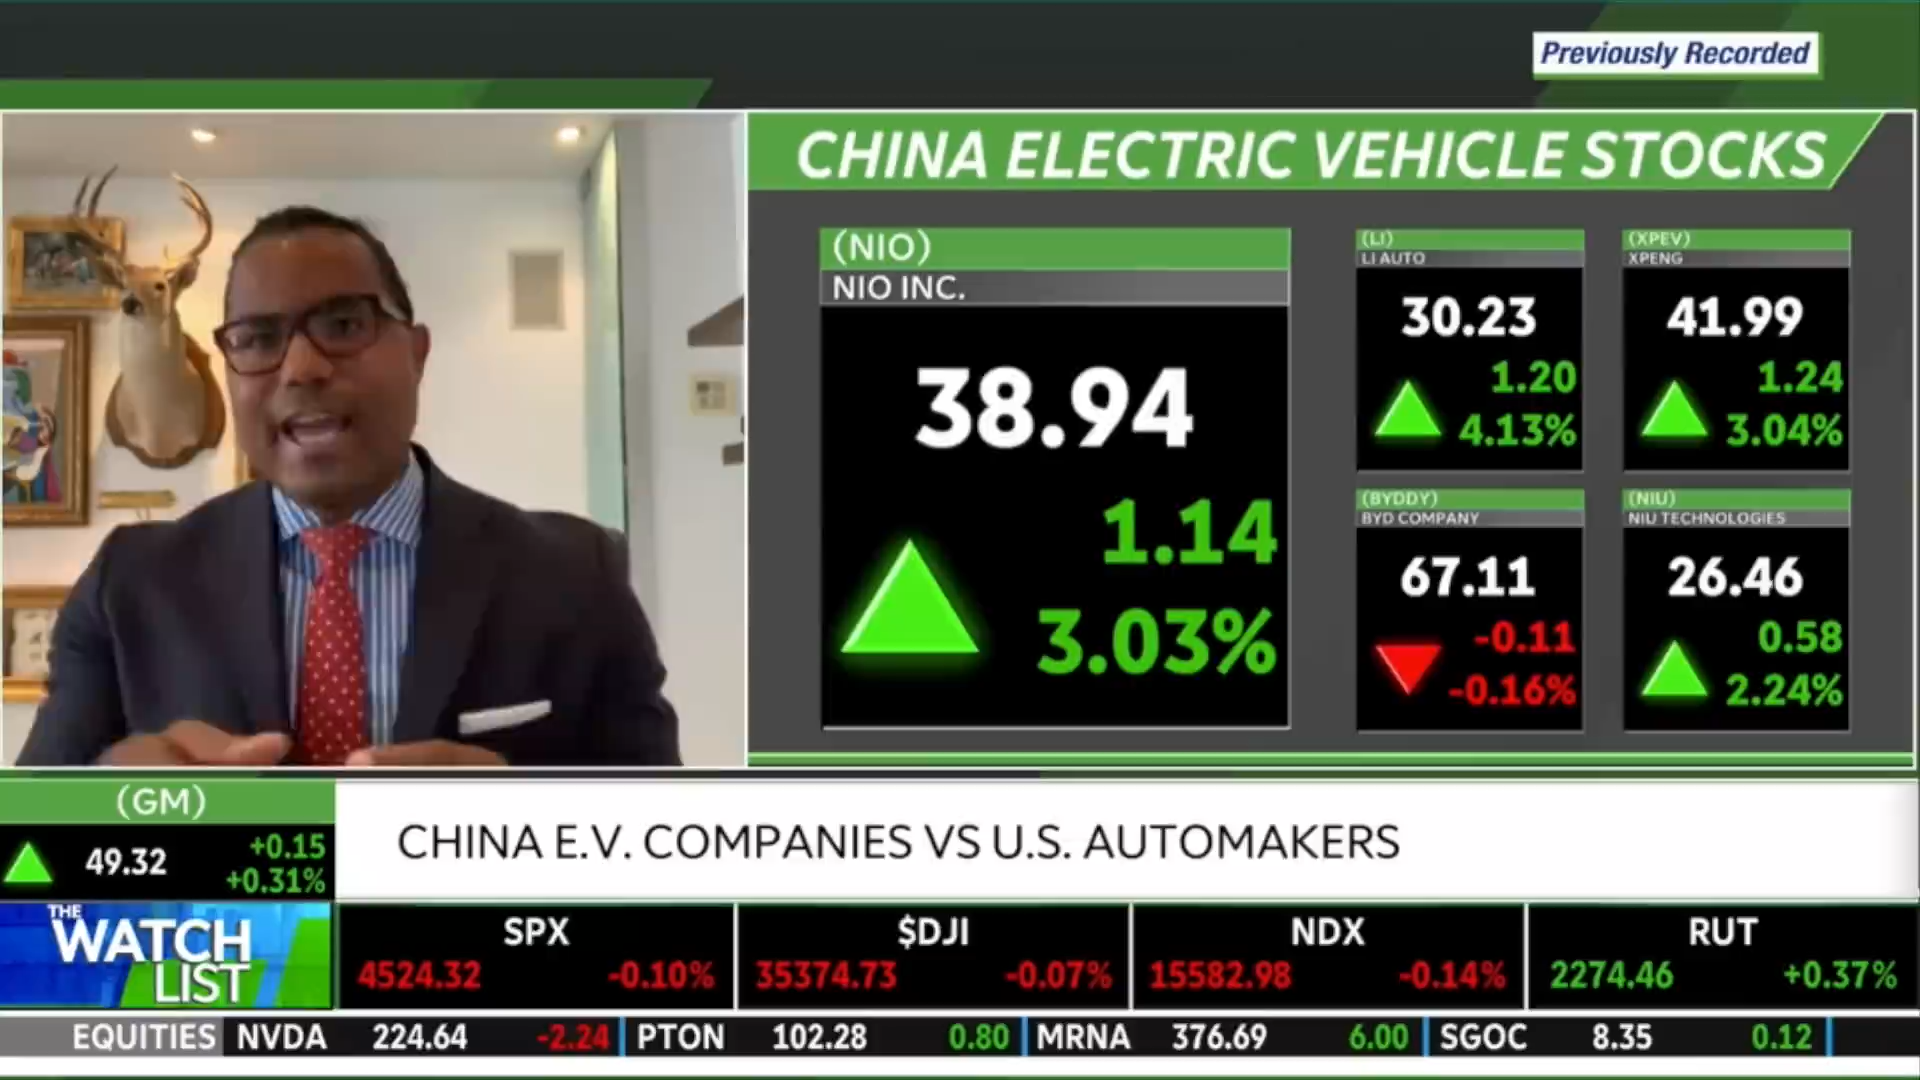 Previously Recorded
CHINA ELECTRIC VEHICLE STOCKS
(NIO)
NIO INC.
38.94
1.14
3.03%
(LI)
LI AUTO
30.23
1.20
4.13%
(XPEV)
XPENG
41.99
1.24
3.04%
(BYDDY)
BYD COMPANY
67.11
-0.11
-0.16%
(NIU)
NIU TECHNOLOGIES
26.46
0.58
2.24%
(GM)
49.32
+0.15
+0.31%
CHINA E.V. COMPANIES VS U.S. AUTOMAKERS
THE
WATCH
LIST
SPX
4524.32 -0.10%
$DJI
35374.73 -0.07%
NDX
15582.98 -0.14%
RUT
2274.46 +0.37%
EQUITIES NVDA 224.64 -2.24 PTON 102.28 0.80 MRNA 376.69 6.00 SGOC 8.35 0.12